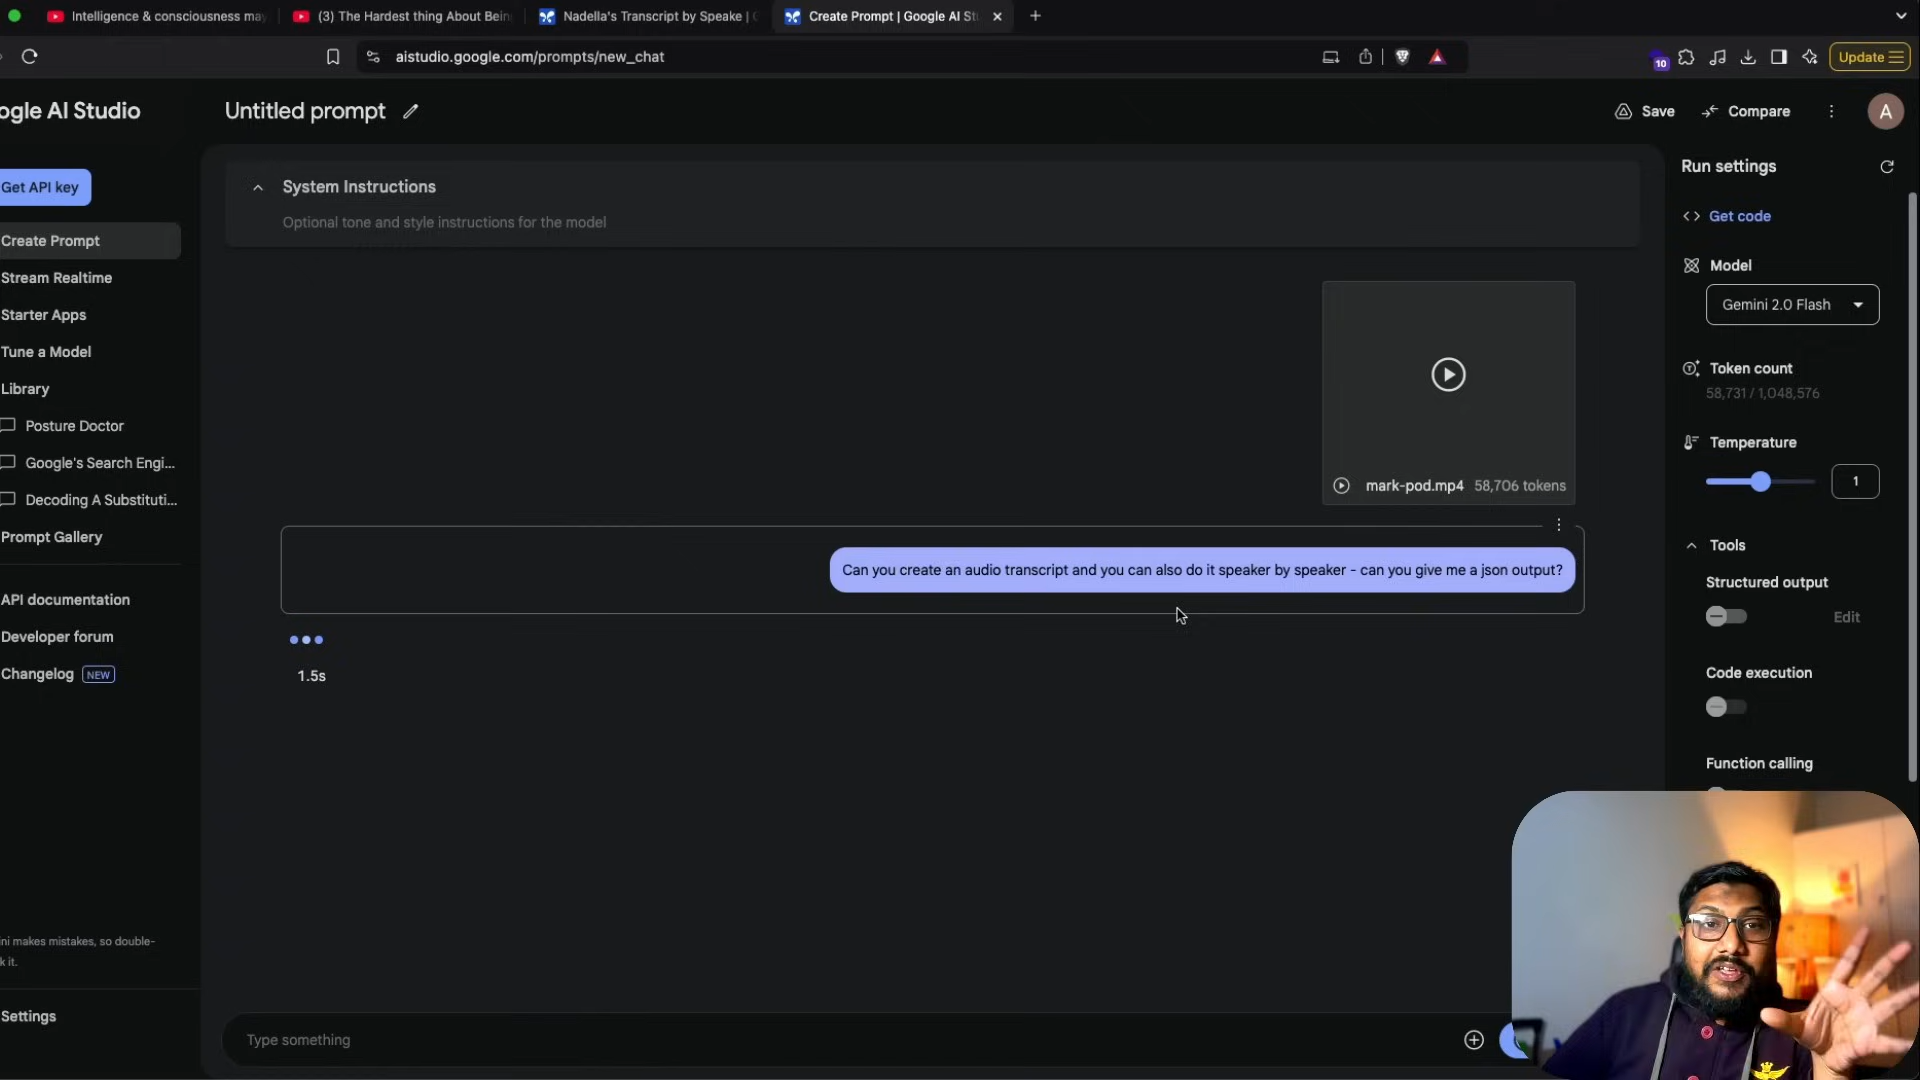 Intelligence & consciousness may
(3) The Hardest thing About Bein
Nadella's Transcript by Speake |
Create Prompt | Google AI St
aistudio.google.com/prompts/new_chat
10
Update
ogle AI Studio
Untitled prompt
Save
Compare
A
Get API key
Create Prompt
Stream Realtime
Starter Apps
Tune a Model
Library
Posture Doctor
Google's Search Engi...
Decoding A Substituti...
Prompt Gallery
API documentation
Developer forum
Changelog NEW
ini makes mistakes, so double-
k it.
Settings
System Instructions
Optional tone and style instructions for the model
mark-pod.mp4 58,706 tokens
Can you create an audio transcript and you can also do it speaker by speaker - can you give me a json output?
1.5s
Type something
Run settings
Get code
Model
Gemini 2.0 Flash
Token count
58,731 / 1,048,576
Temperature
1
Tools
Structured output
Edit
Code execution
Function calling